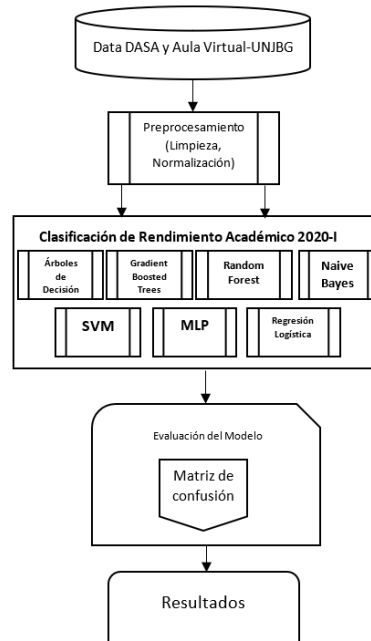 Data DASA y Aula Virtual-UNJBG
Preprocesamiento
(Limpieza,
Normalización)
Clasificación de Rendimiento Académico 2020-I
Árboles
de
Decisión
Gradient
Boosted
Trees
Random
Forest
Naive
Bayes
SVM
MLP
Regresión
Logística
Evaluación del Modelo
Matriz de
confusión
Resultados